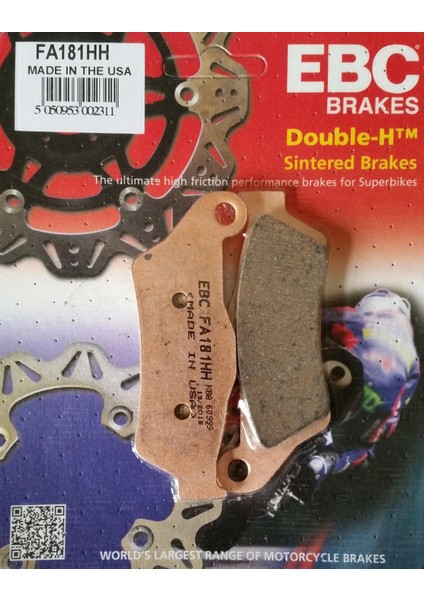 FA181HH
MADE IN THE USA
5 050953 002311
EBC
BRAKES
Double-H™
Sintered Brakes
The ultimate high friction performance brakes for Superbikes
EBC FA181HH
(MADE IN USA)
WORLD'S LARGEST RANGE OF MOTORCYCLE BRAKES